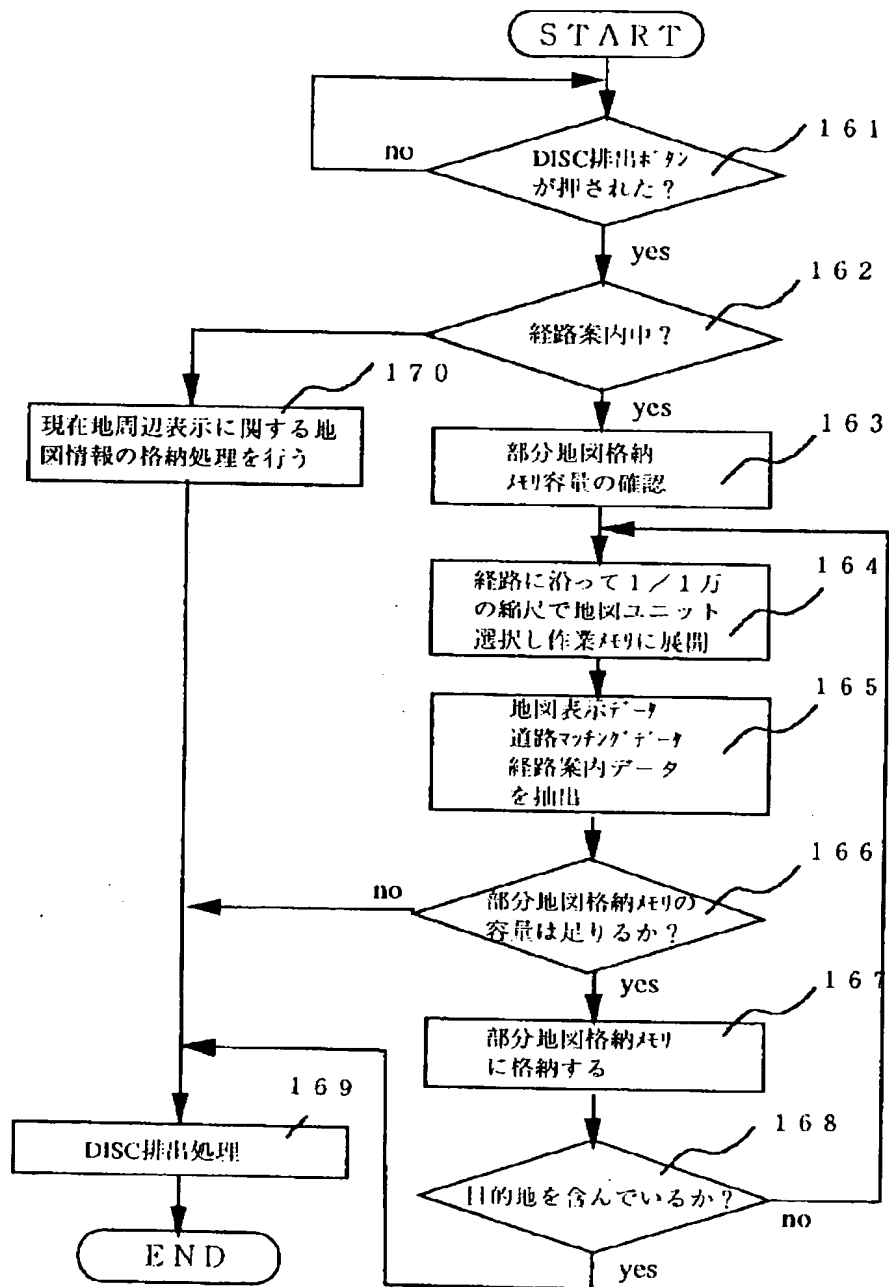 START
161
no
DISC排出ボタン
が押された?
yes
162
経路案内中?
170
yes
163
現在地周辺表示に関する地
図情報の格納処理を行う
部分地図格納
メモリ容量の確認
164
経路に沿って1/1万
の縮尺で地図ユニット
選択し作業メモリに展開
165
地図表示データ
道路マッチングデータ
経路案内データ
を抽出
166
no
部分地図格納メモリの
容量は足りるか?
yes
167
部分地図格納メモリ
に格納する
169
168
DISC排出処理
目的地を含んでいるか?
no
END
yes